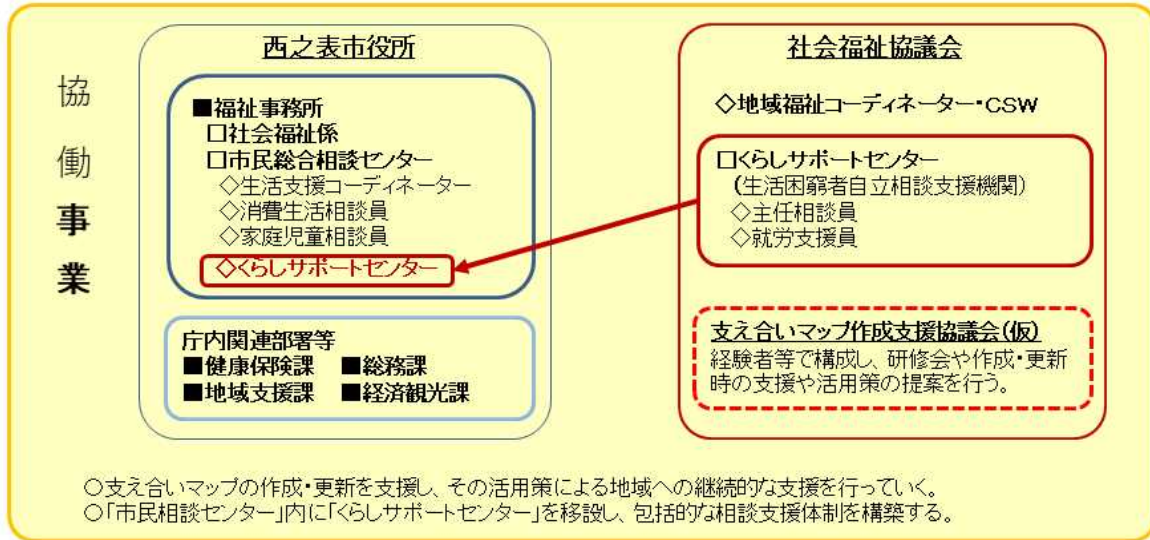 協働事業
西之表市役所
■福祉事務所
□社会福祉係
□市民総合相談センター
◇生活支援コーディネーター
◇消費生活相談員
◇家庭児童相談員
◇くらしサポートセンター
庁内関連部署等
■健康保険課 ■総務課
■地域支援課 ■経済観光課
社会福祉協議会
◇地域福祉コーディネーター・CSW
□くらしサポートセンター
(生活困窮者自立相談支援機関)
◇主任相談員
◇就労支援員
支え合いマップ作成支援協議会(仮)
経験者等で構成し、研修会や作成・更新
時の支援や活用策の提案を行う。
○支え合いマップの作成・更新を支援し、その活用策による地域への継続的な支援を行っていく。
○「市民相談センター」内に「くらしサポートセンター」を移設し、包括的な相談支援体制を構築する。